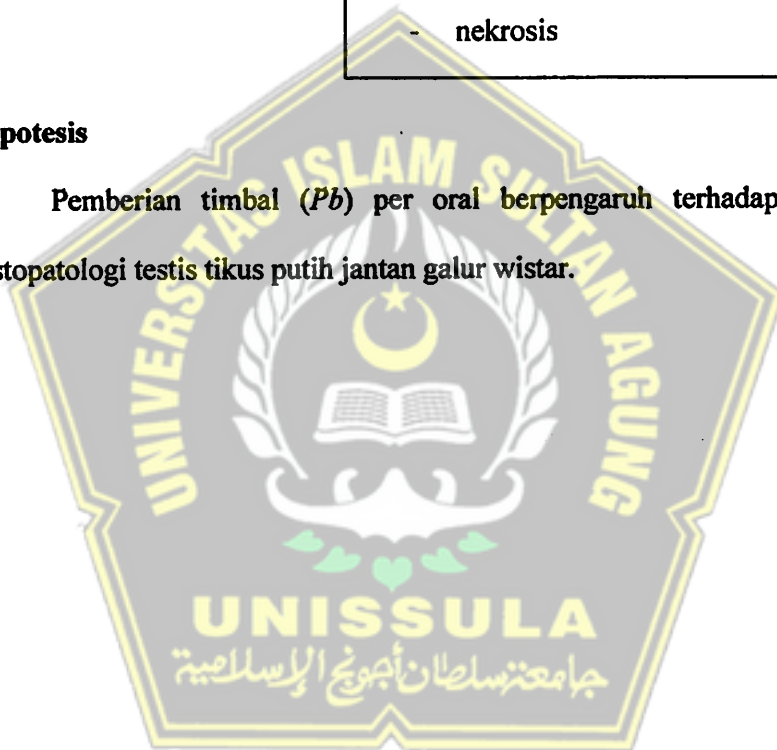 - nekrosis
potesis
Pemberian timbal (Pb) per oral berpengaruh terhadap
stopatologi testis tikus putih jantan galur wistar.
UNIVERSITAS ISLAM SULTAN AGUNG
UNISSULA
جامعة سلطان أجونج الإسلامية